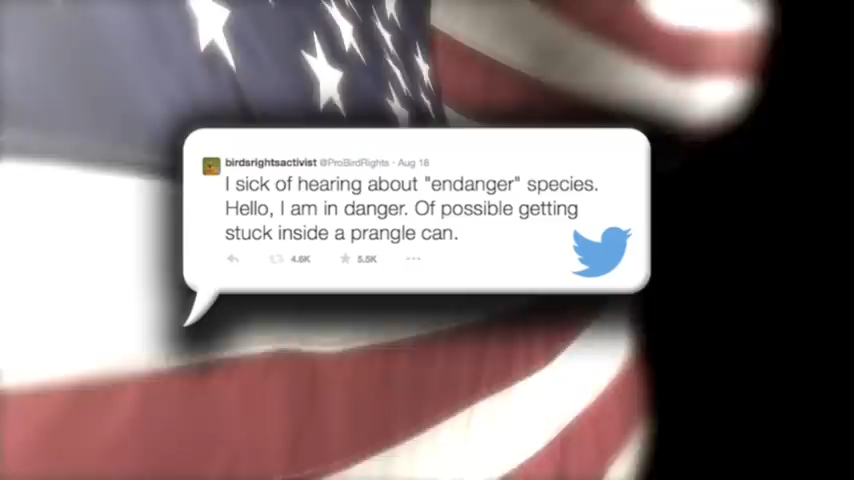 birdsrightsactivist @ProBirdRights · Aug 18
I sick of hearing about "endanger" species.
Hello, I am in danger. Of possible getting
stuck inside a prangle can.
4.6K 5.5K